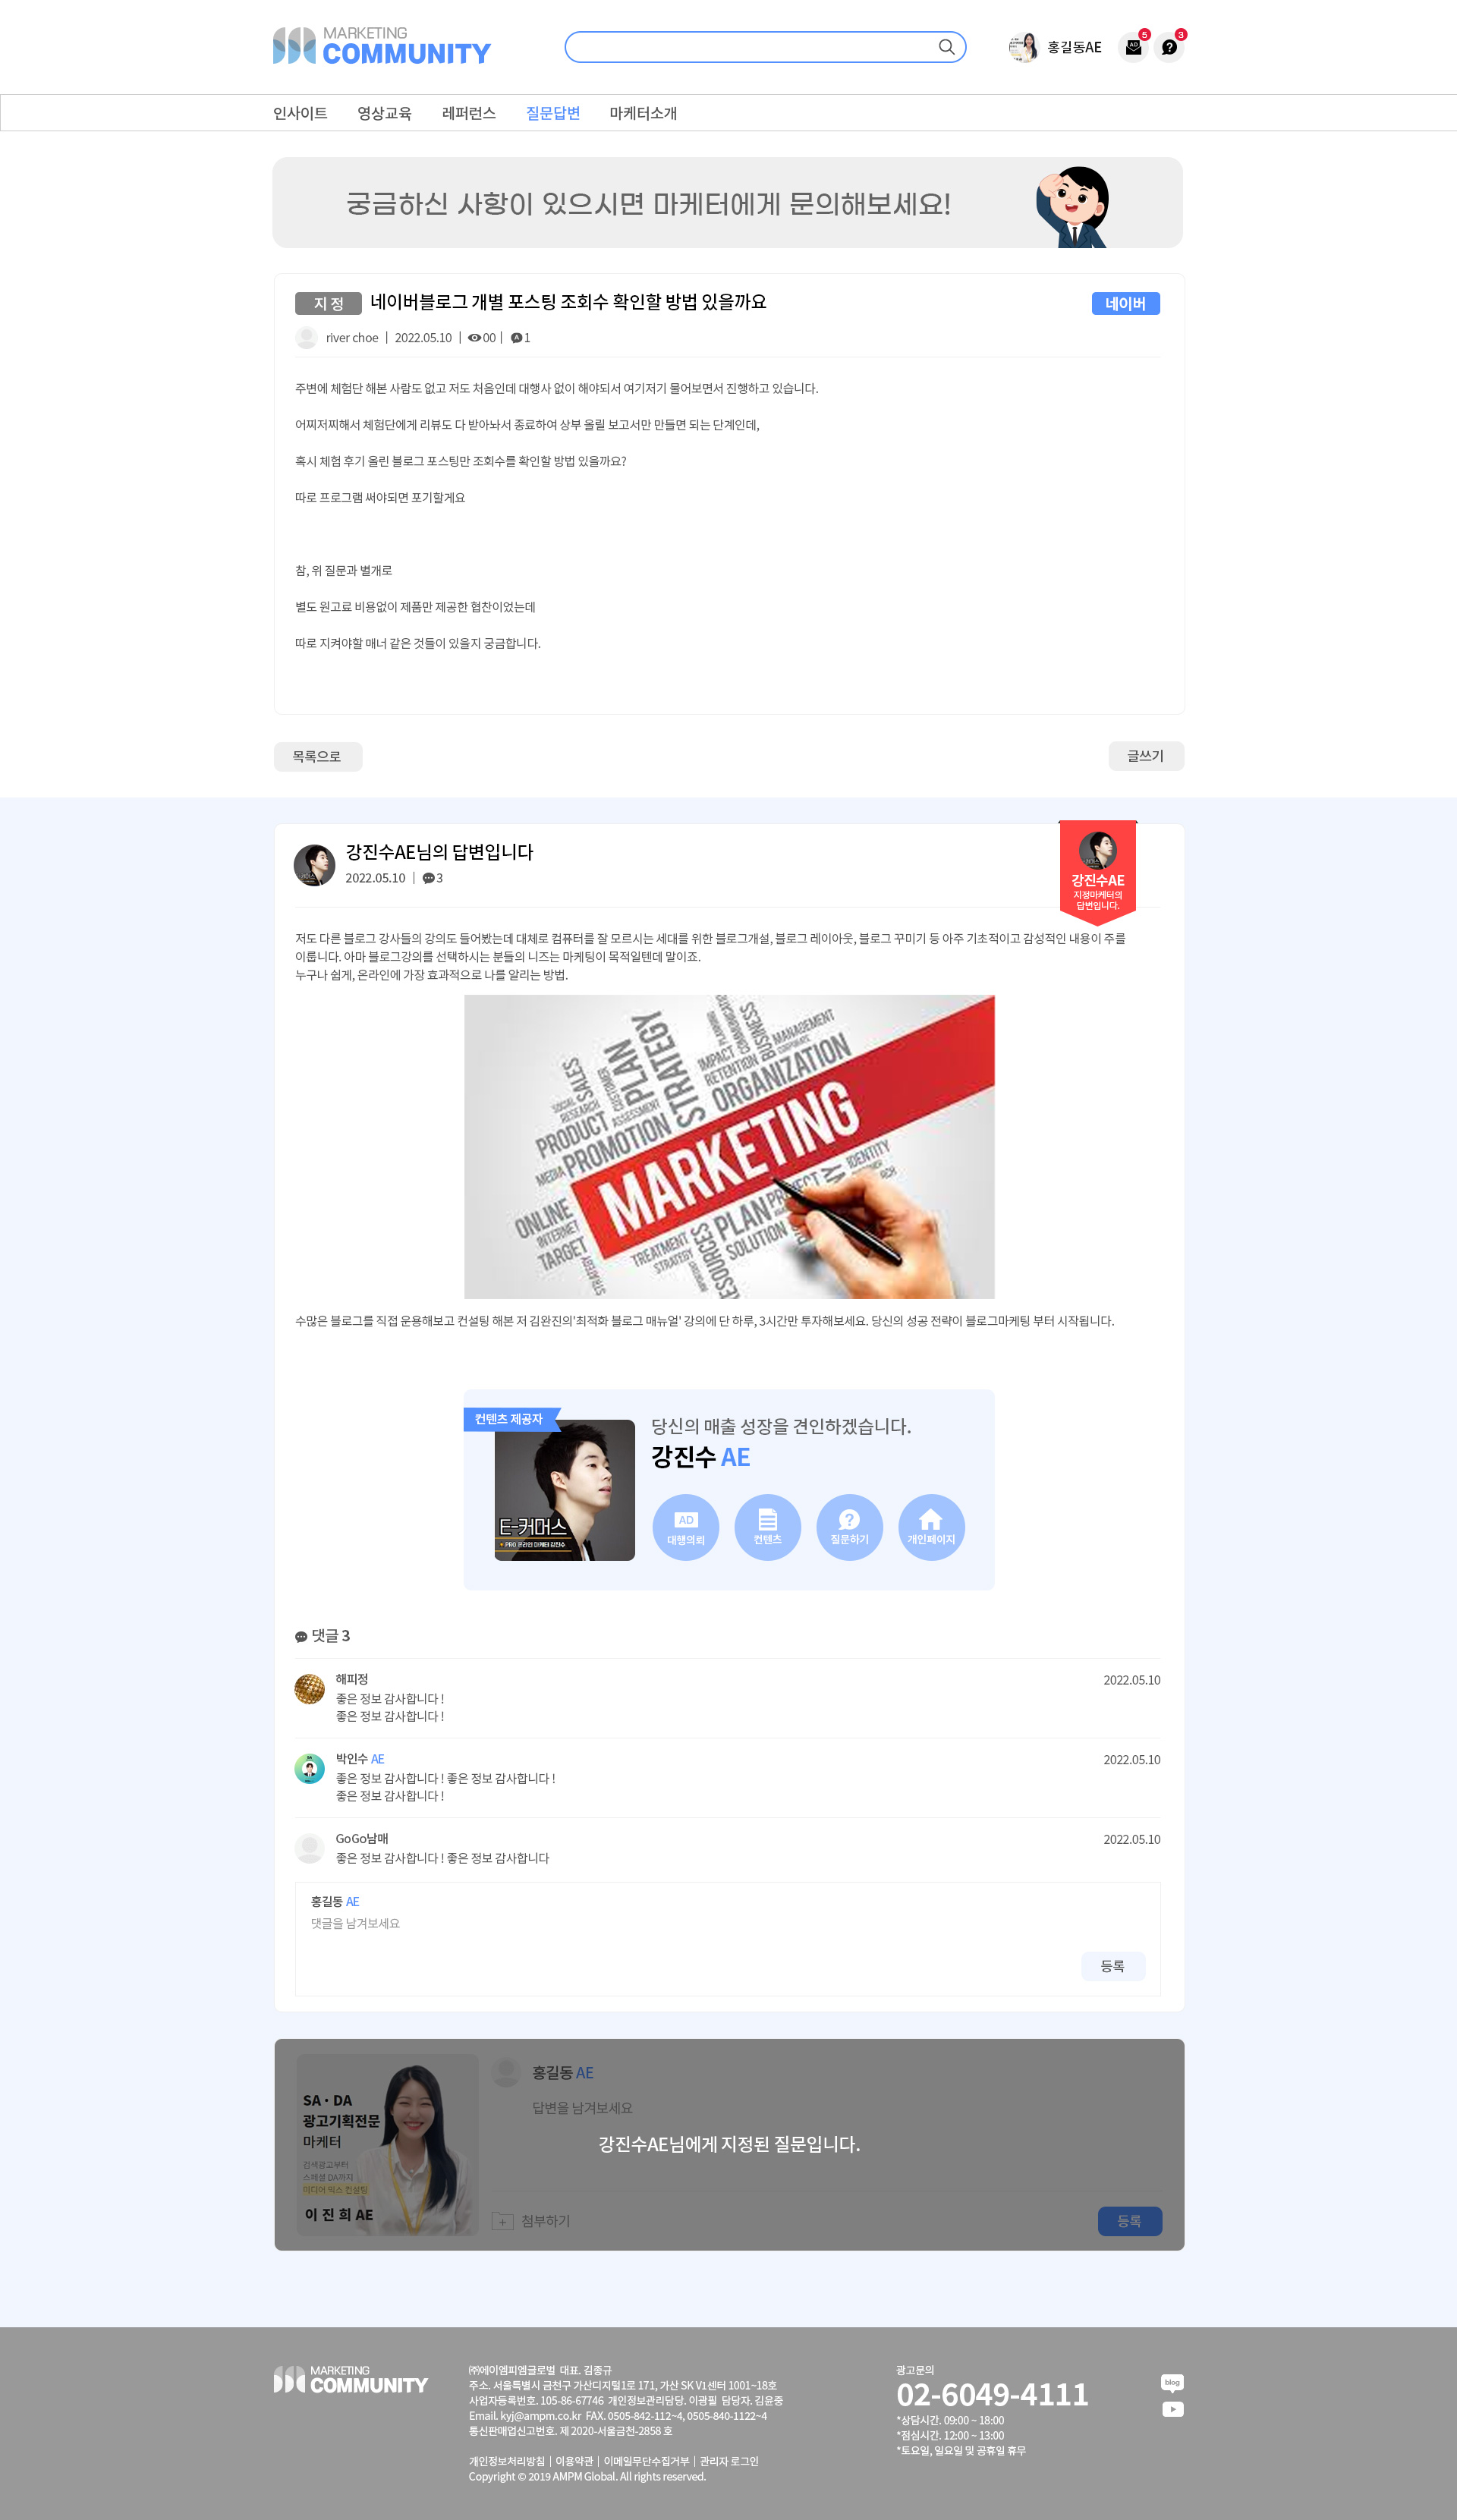 MARKETING
COMMUNITY
홍길동AE
5
3
AD
인사이트 영상교육 레퍼런스 질문답변 마케터소개
궁금하신 사항이 있으시면 마케터에게 문의해보세요!
지 정 네이버블로그 개별 포스팅 조회수 확인할 방법 있을까요 네이버
river choe | 2022.05.10 | 00 | A 1
주변에 체험단 해본 사람도 없고 저도 처음인데 대행사 없이 해야되서 여기저기 물어보면서 진행하고 있습니다.
어찌저찌해서 체험단에게 리뷰도 다 받아놔서 종료하여 상부 올릴 보고서만 만들면 되는 단계인데,
혹시 체험 후기 올린 블로그 포스팅만 조회수를 확인할 방법 있을까요?
따로 프로그램 써야되면 포기할게요
참, 위 질문과 별개로
별도 원고료 비용없이 제품만 제공한 협찬이었는데
따로 지켜야할 매너 같은 것들이 있을지 궁금합니다.
목록으로 글쓰기
강진수AE님의 답변입니다
2022.05.10 | 3
강진수AE
지정마케터의
답변입니다.
저도 다른 블로그 강사들의 강의도 들어봤는데 대체로 컴퓨터를 잘 모르시는 세대를 위한 블로그개설, 블로그 레이아웃, 블로그 꾸미기 등 아주 기초적이고 감성적인 내용이 주를
이룹니다. 아마 블로그강의를 선택하시는 분들의 니즈는 마케팅이 목적일텐데 말이죠.
누구나 쉽게, 온라인에 가장 효과적으로 나를 알리는 방법.
BUSINESS
MANAGEMENT
STRATEGY
IMPACT
RETENTION
ORGANIZATION
PLAN
CUSTOMER
SALES
PRODUCT
SOCIAL
RESEARCH
ASSESSMENT
MEDIA
PROMOTION
MARKETING
IDENTITY
PROJECT
ONLINE
INTERNET
TARGET
TREATMENT
STRATEGY
RESOURCES
PLAN
SOLUTION
수많은 블로그를 직접 운용해보고 컨설팅 해본 저 김완진의'최적화 블로그 매뉴얼' 강의에 단 하루, 3시간만 투자해보세요. 당신의 성공 전략이 블로그마케팅 부터 시작됩니다.
컨텐츠 제공자
E-커머스
PRO 온라인 마케터 강진수
당신의 매출 성장을 견인하겠습니다.
강진수 AE
AD
대행의뢰 컨텐츠 질문하기 개인페이지
댓글 3
해피정 2022.05.10
좋은 정보 감사합니다 !
좋은 정보 감사합니다 !
박인수 AE 2022.05.10
좋은 정보 감사합니다 ! 좋은 정보 감사합니다 !
좋은 정보 감사합니다 !
GoGo남매 2022.05.10
좋은 정보 감사합니다 ! 좋은 정보 감사합니다
홍길동 AE
댓글을 남겨보세요
등록
SA · DA
광고기획전문
마케터
검색광고부터
스페셜 DA까지
미디어 믹스 컨설팅
이 진 희 AE
홍길동 AE
답변을 남겨보세요
강진수AE님에게 지정된 질문입니다.
첨부하기
등록
MARKETING
COMMUNITY
㈜에이엠피엠글로벌 대표. 김종규
주소. 서울특별시 금천구 가산디지털1로 171, 가산 SK V1센터 1001~18호
사업자등록번호. 105-86-67746 개인정보관리담당. 이광필 담당자. 김윤중
Email. kyj@ampm.co.kr FAX. 0505-842-112~4, 0505-840-1122~4
통신판매업신고번호. 제 2020-서울금천-2858 호
개인정보처리방침 | 이용약관 | 이메일무단수집거부 | 관리자 로그인
Copyright © 2019 AMPM Global. All rights reserved.
광고문의
02-6049-4111
*상담시간. 09:00 ~ 18:00
*점심시간. 12:00 ~ 13:00
*토요일, 일요일 및 공휴일 휴무
blog